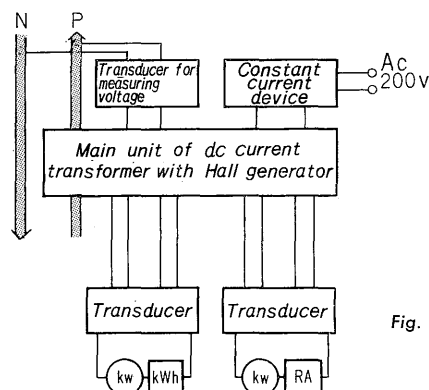 N
P
Transducer for
measuring
voltage
Constant
current
device
Ac
200v
Main unit of dc current
transformer with Hall generator
Transducer
Transducer
kw
kWh
kw
RA
Fig.